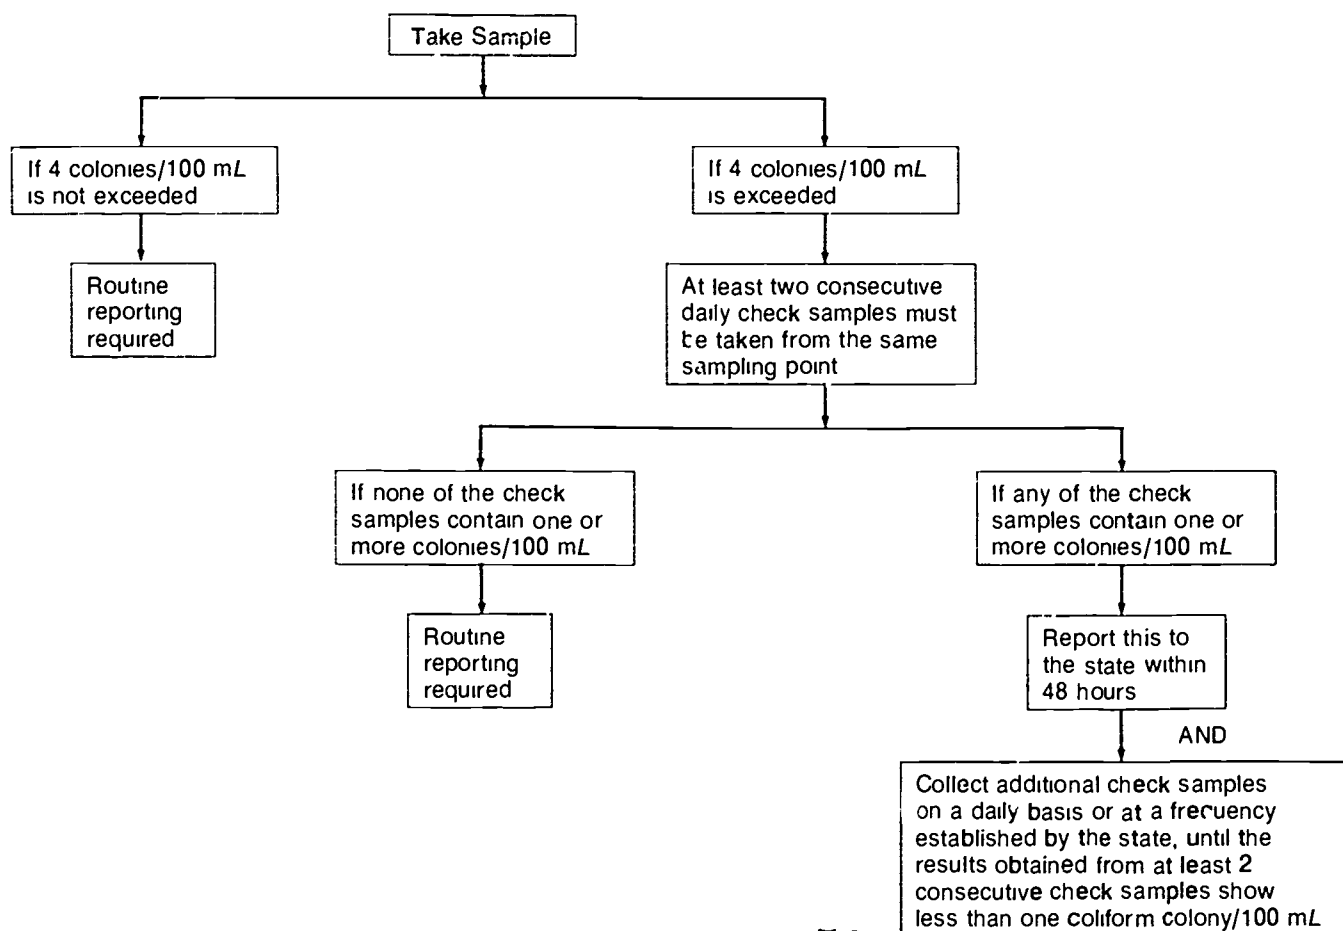 Take Sample
If 4 colonies/100 mL
is not exceeded
If 4 colonies/100 mL
is exceeded
Routine
reporting
required
At least two consecutive
daily check samples must
be taken from the same
sampling point
If none of the check
samples contain one or
more colonies/100 mL
If any of the check
samples contain one or
more colonies/100 mL
Routine
reporting
required
Report this to
the state within
48 hours
AND
Collect additional check samples
on a daily basis or at a frequency
established by the state, until the
results obtained from at least 2
consecutive check samples show
less than one coliform colony/100 mL